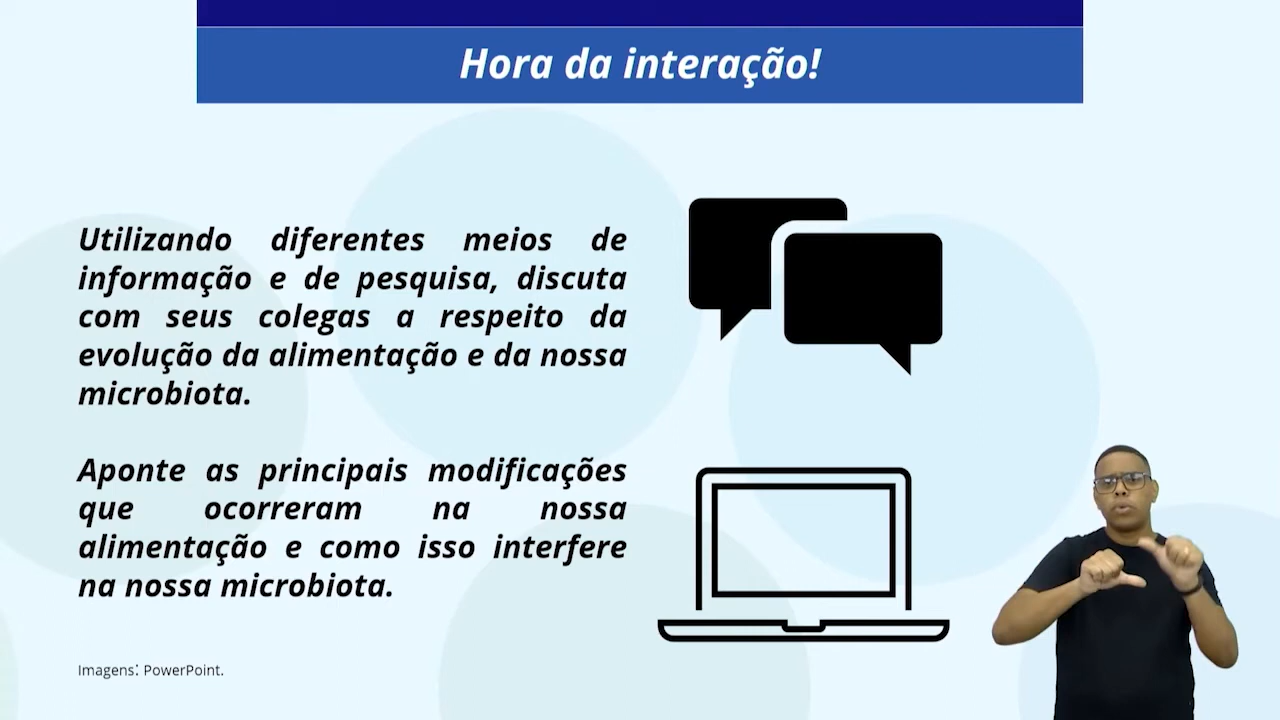 Hora da interação!
Utilizando diferentes meios de
informação e de pesquisa, discuta
com seus colegas a respeito da
evolução da alimentação e da nossa
microbiota.
Aponte as principais modificações
que ocorreram na nossa
alimentação e como isso interfere
na nossa microbiota.
Imagens: PowerPoint.